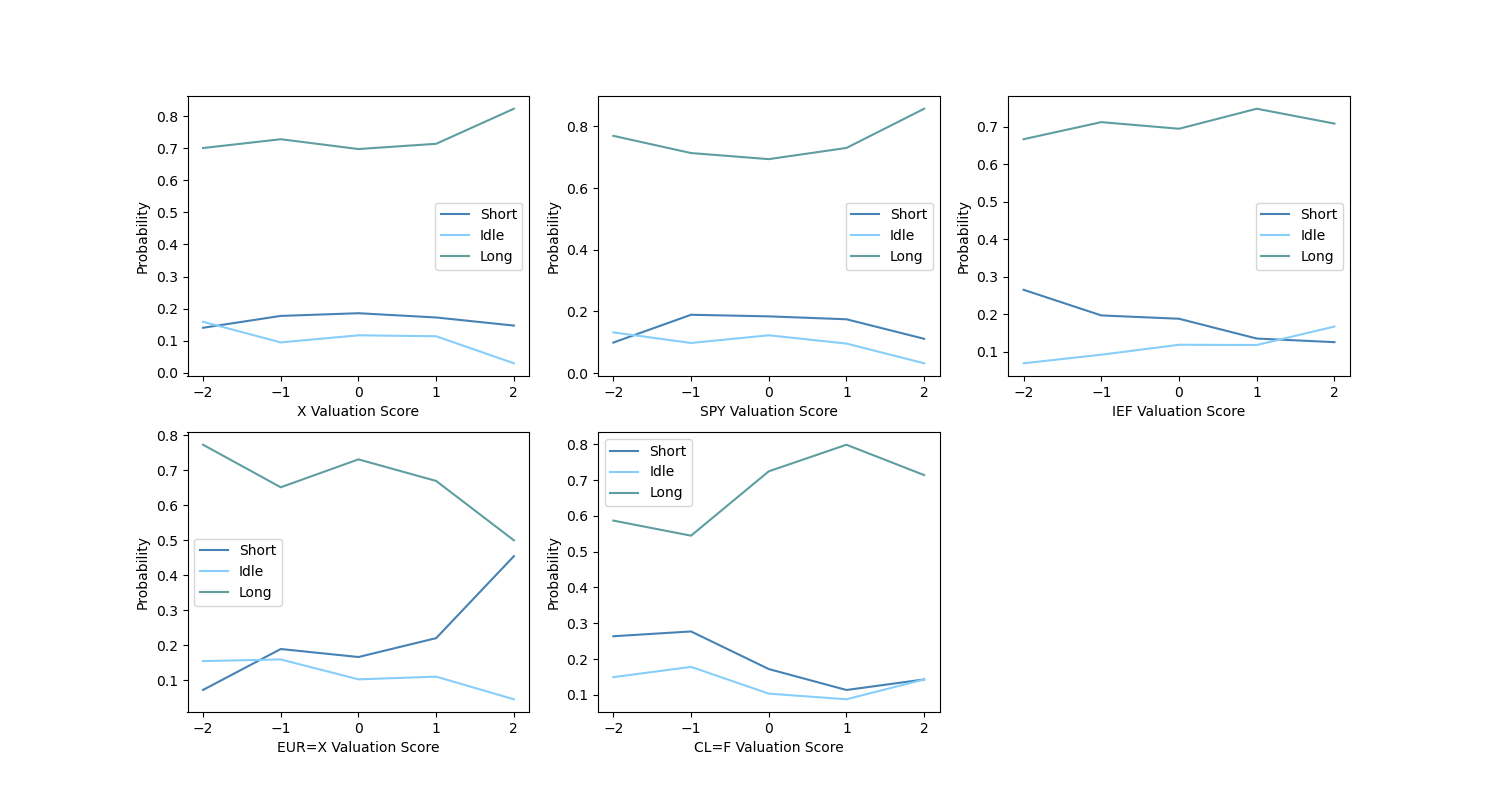 0.8
0.7
0.6
0.5
0.4
0.3
0.2
0.1
0.0
Probability
−2 −1 0 1 2
X Valuation Score
Short
Idle
Long
0.8
0.6
0.4
0.2
0.0
Probability
−2 −1 0 1 2
SPY Valuation Score
Short
Idle
Long
0.7
0.6
0.5
0.4
0.3
0.2
0.1
Probability
−2 −1 0 1 2
IEF Valuation Score
Short
Idle
Long
0.8
0.7
0.6
0.5
0.4
0.3
0.2
0.1
Probability
−2 −1 0 1 2
EUR=X Valuation Score
Short
Idle
Long
0.8
0.7
0.6
0.5
0.4
0.3
0.2
0.1
Probability
−2 −1 0 1 2
CL=F Valuation Score
Short
Idle
Long